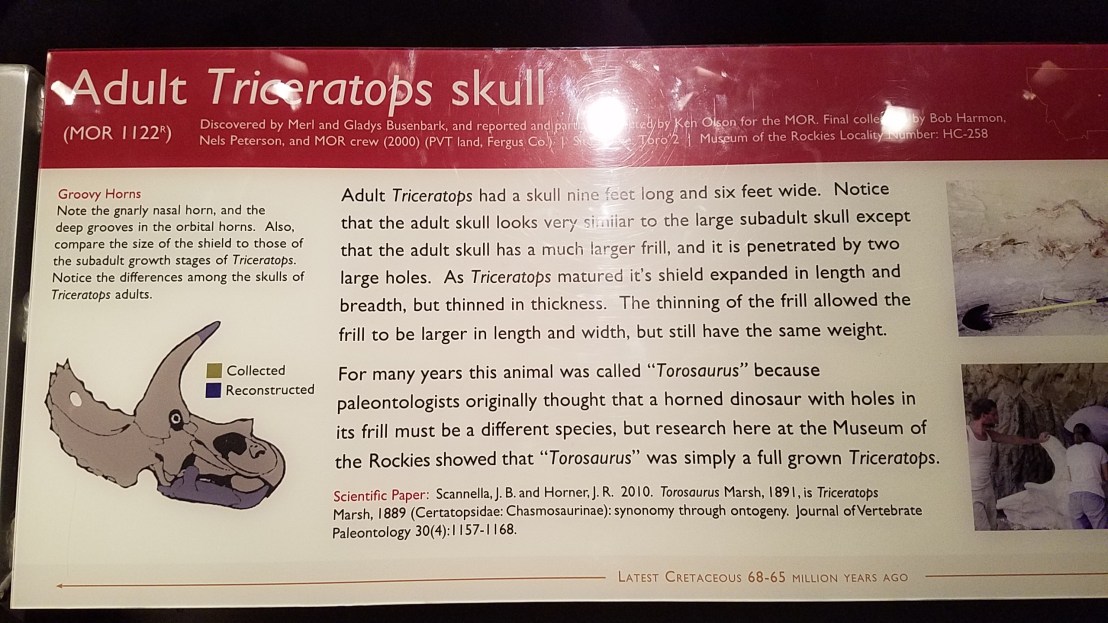 Adult Triceratops skull
(MOR 1122ᴿ)
Discovered by Merl and Gladys Busenbark, and reported and by Ken Olson for the MOR. Final by Bob Harmon,
Nels Peterson, and MOR crew (2000) (PVT land, Fergus Co.) | Toro 2 | Museum of the Rockies Locality Number: HC-258
Groovy Horns
Note the gnarly nasal horn, and the
deep grooves in the orbital horns. Also,
compare the size of the shield to those of
the subadult growth stages of Triceratops.
Notice the differences among the skulls of
Triceratops adults.
Collected
Reconstructed
Adult Triceratops had a skull nine feet long and six feet wide. Notice
that the adult skull looks very similar to the large subadult skull except
that the adult skull has a much larger frill, and it is penetrated by two
large holes. As Triceratops matured it's shield expanded in length and
breadth, but thinned in thickness. The thinning of the frill allowed the
frill to be larger in length and width, but still have the same weight.
For many years this animal was called “Torosaurus” because
paleontologists originally thought that a horned dinosaur with holes in
its frill must be a different species, but research here at the Museum of
the Rockies showed that “Torosaurus” was simply a full grown Triceratops.
Scientific Paper: Scannella, J. B. and Horner, J. R. 2010. Torosaurus Marsh, 1891, is Triceratops
Marsh, 1889 (Certatopsidae: Chasmosaurinae): synonomy through ontogeny. Journal of Vertebrate
Paleontology 30(4):1157-1168.
Latest Cretaceous 68-65 million years ago